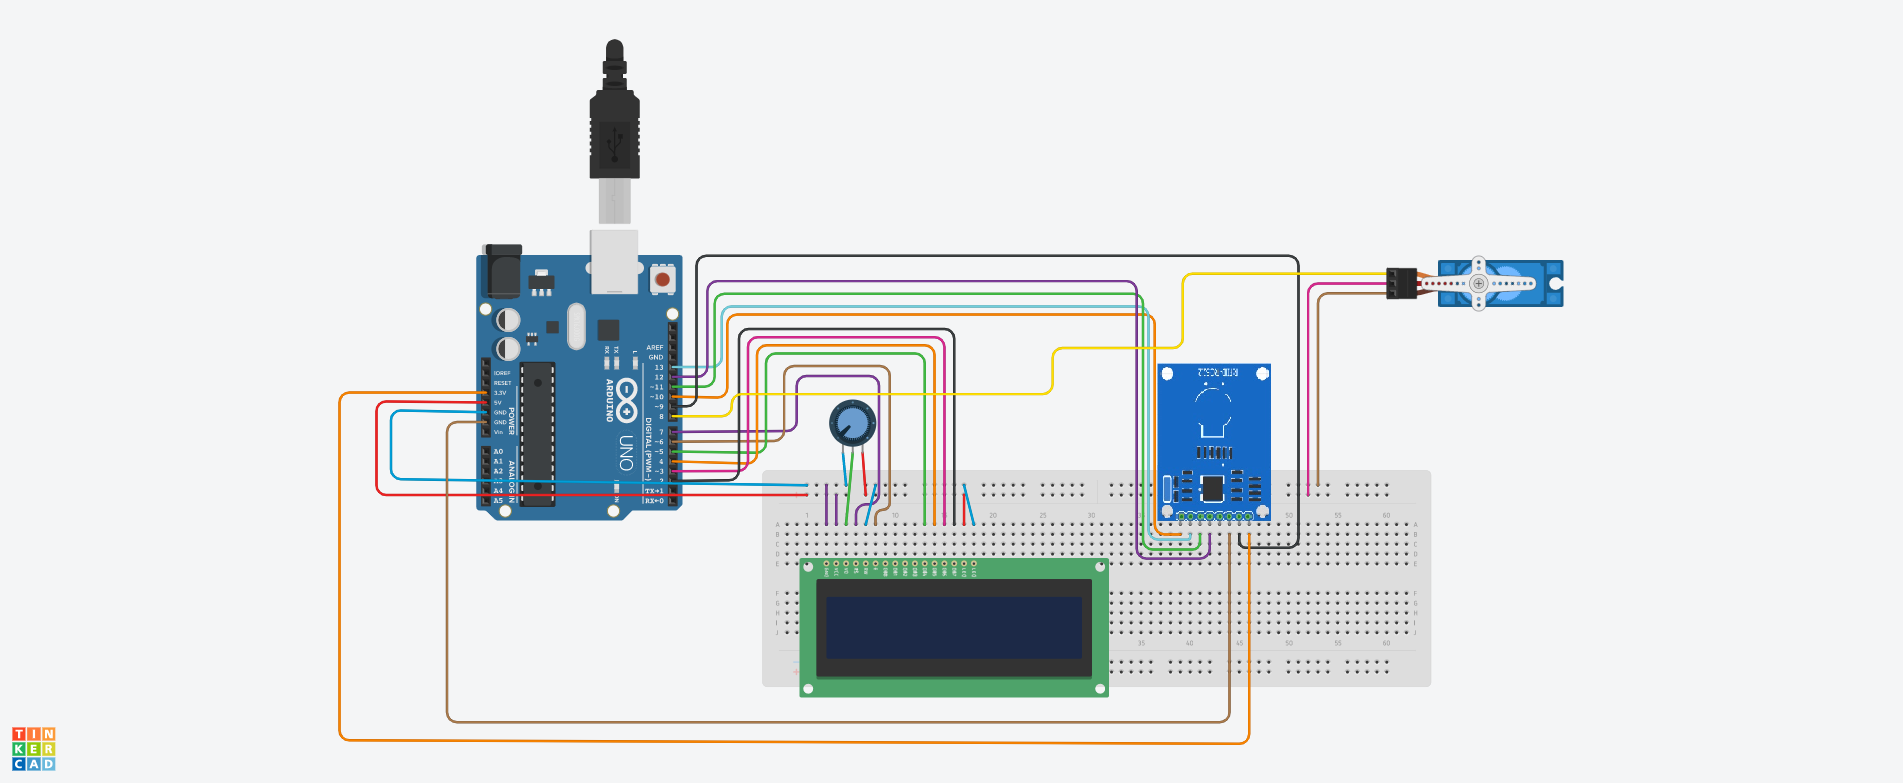 IOREF
RESET
3.3V
5V
GND
GND
Vin
POWER
A0
A1
A2
A3
A4
A5
ANALOG IN
RX
TX
L
ARDUINO
UNO
AREF
GND
13
12
~11
~10
~9
8
7
~6
~5
4
~3
2
TX→1
RX←0
DIGITAL (PWM~)
RFID-RC522
1
10
15
20
25
30
50
55
60
A
B
C
D
E
A
B
C
D
E
F
G
H
I
J
F
G
H
I
J
35
40
45
50
55
60
TIN
KER
CAD